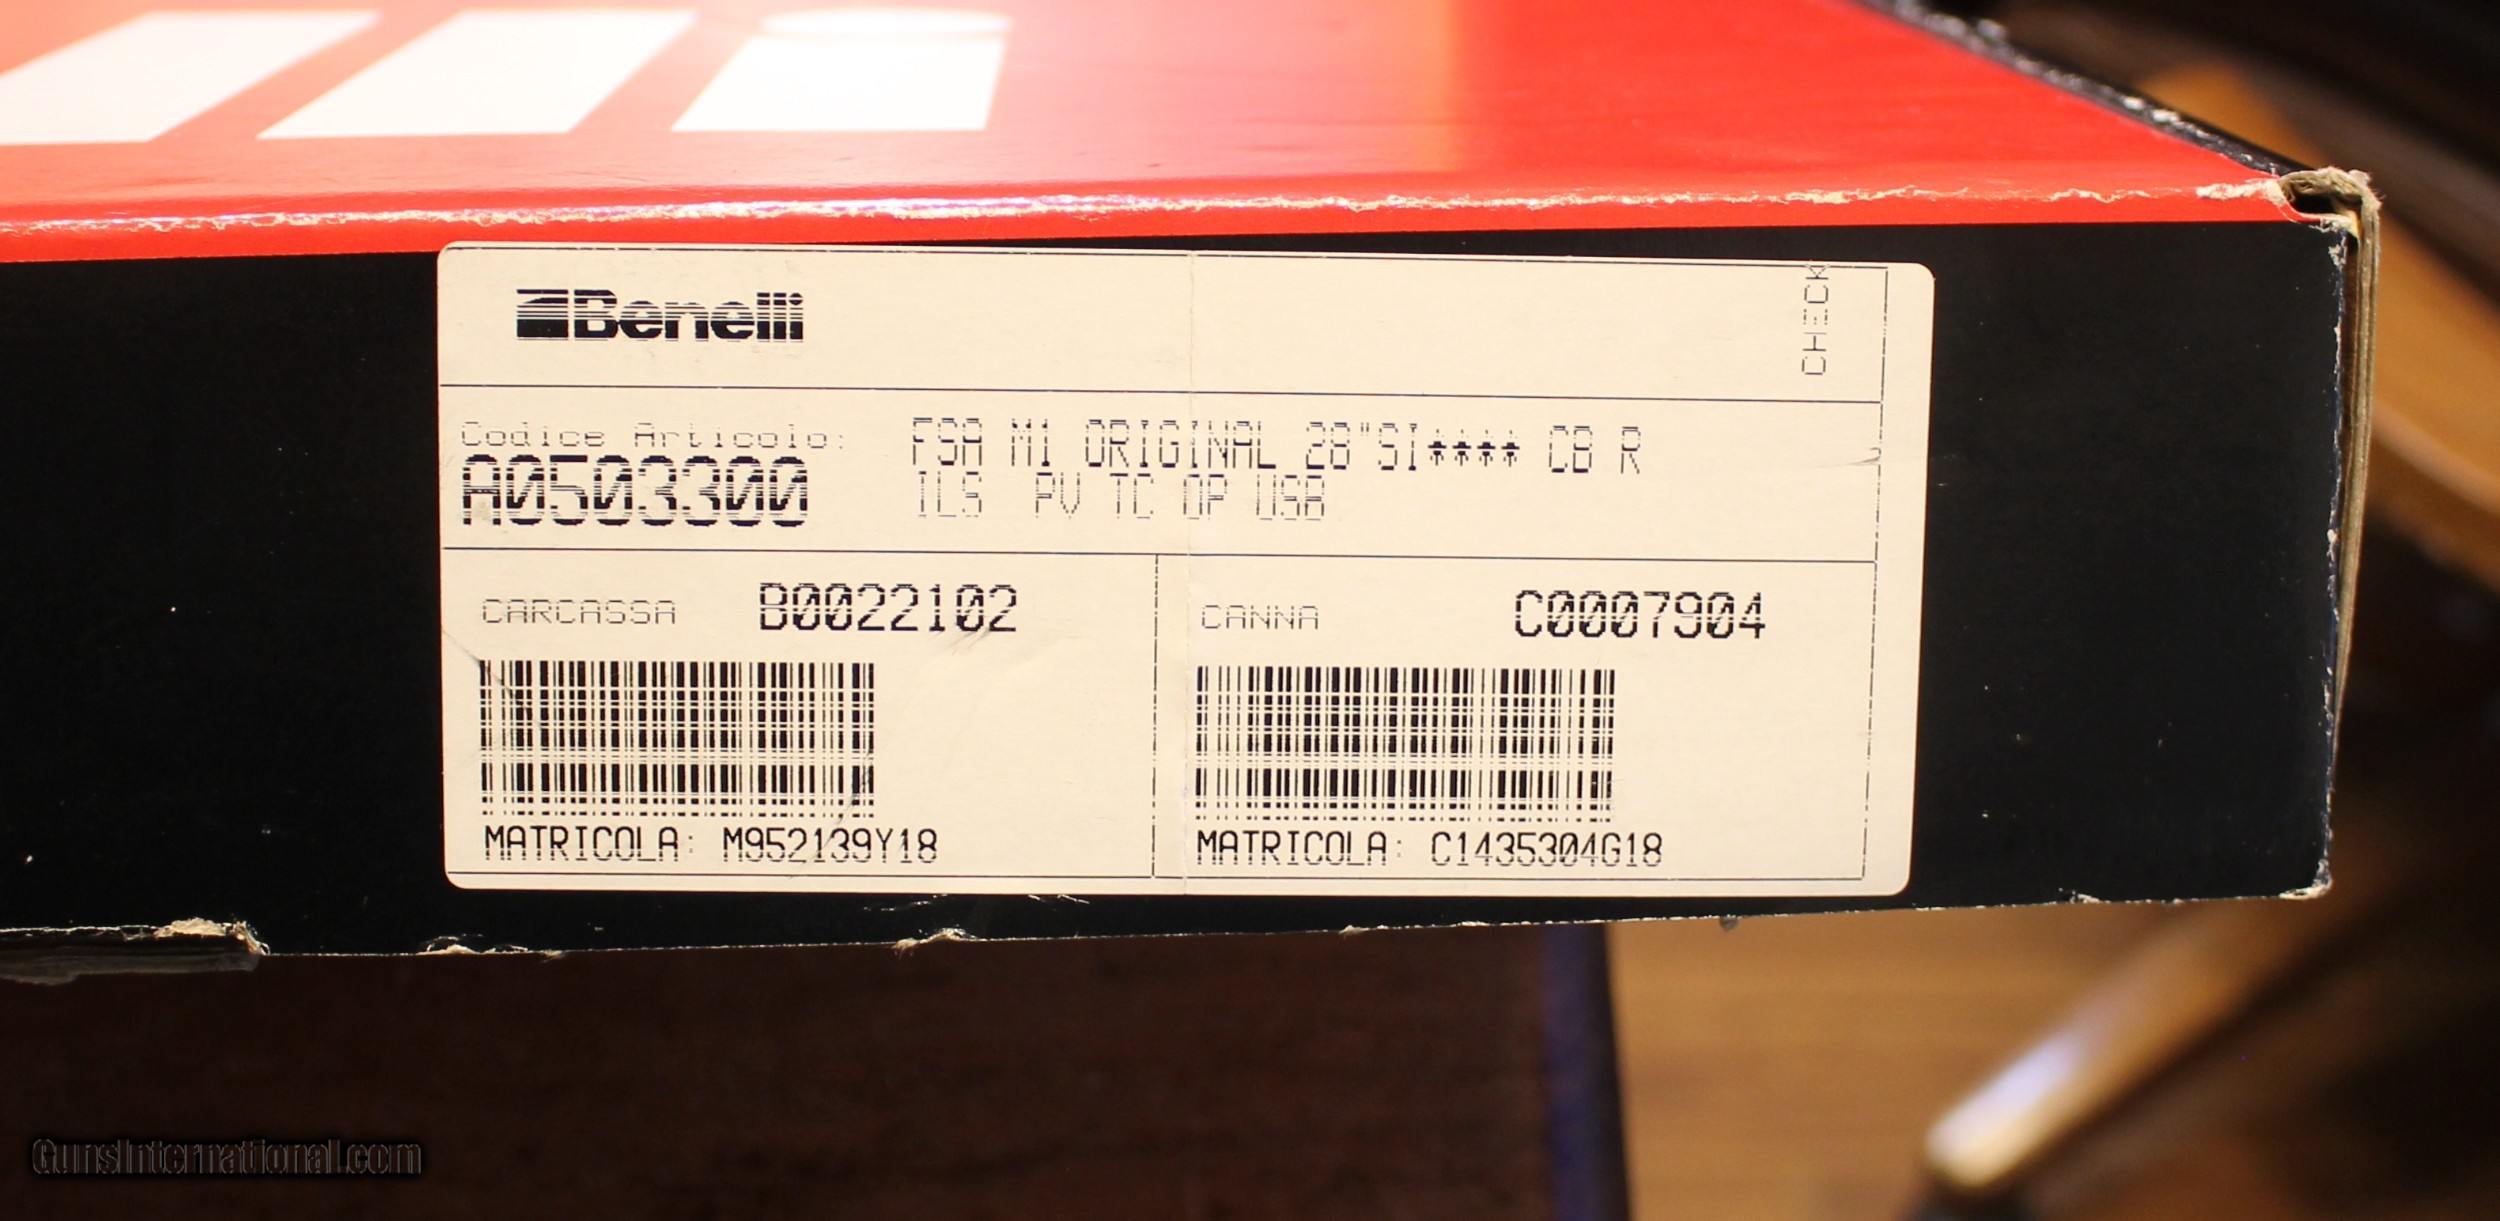 Benelli
CHECK
Codice Articolo:
A0503300
FSA M1 ORIGINAL 28"SI**** CB R
ILS PV TC OP USA
CARCASSA B0022102
CANNA C0007904
MATRICOLA: M952139Y18
MATRICOLA: C1435304G18
GunsInternational.com